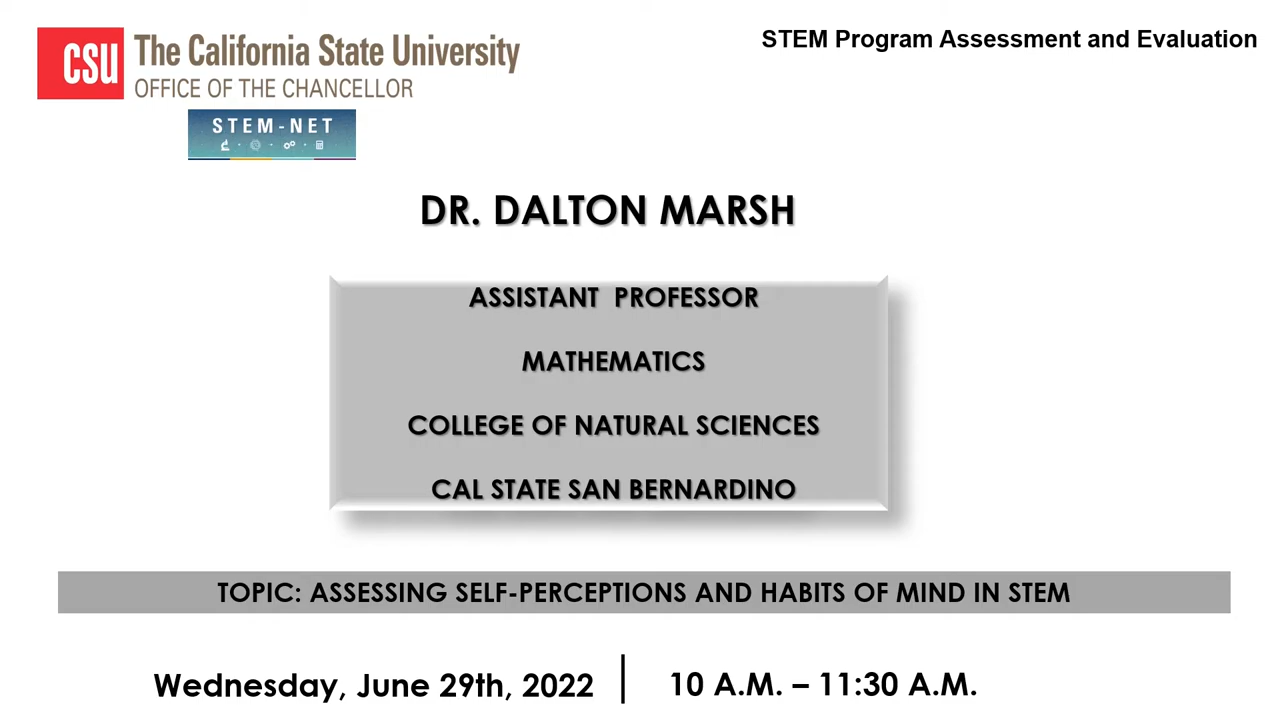 CSU The California State University
OFFICE OF THE CHANCELLOR
STEM-NET
STEM Program Assessment and Evaluation
DR. DALTON MARSH
ASSISTANT PROFESSOR
MATHEMATICS
COLLEGE OF NATURAL SCIENCES
CAL STATE SAN BERNARDINO
TOPIC: ASSESSING SELF-PERCEPTIONS AND HABITS OF MIND IN STEM
Wednesday, June 29th, 2022 | 10 A.M. – 11:30 A.M.